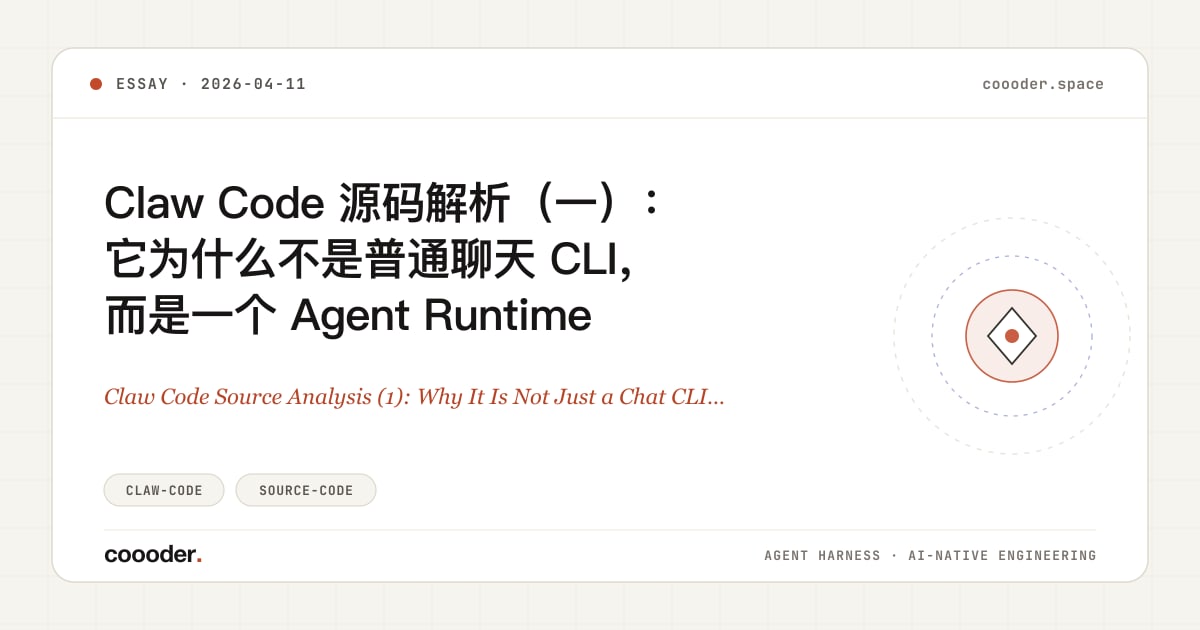 ESSAY · 2026-04-11
coooder.space
Claw Code 源码解析（一）：
它为什么不是普通聊天 CLI,
而是一个 Agent Runtime
Claw Code Source Analysis (1): Why It Is Not Just a Chat CLI...
CLAW-CODE
SOURCE-CODE
coooder.
AGENT HARNESS · AI-NATIVE ENGINEERING